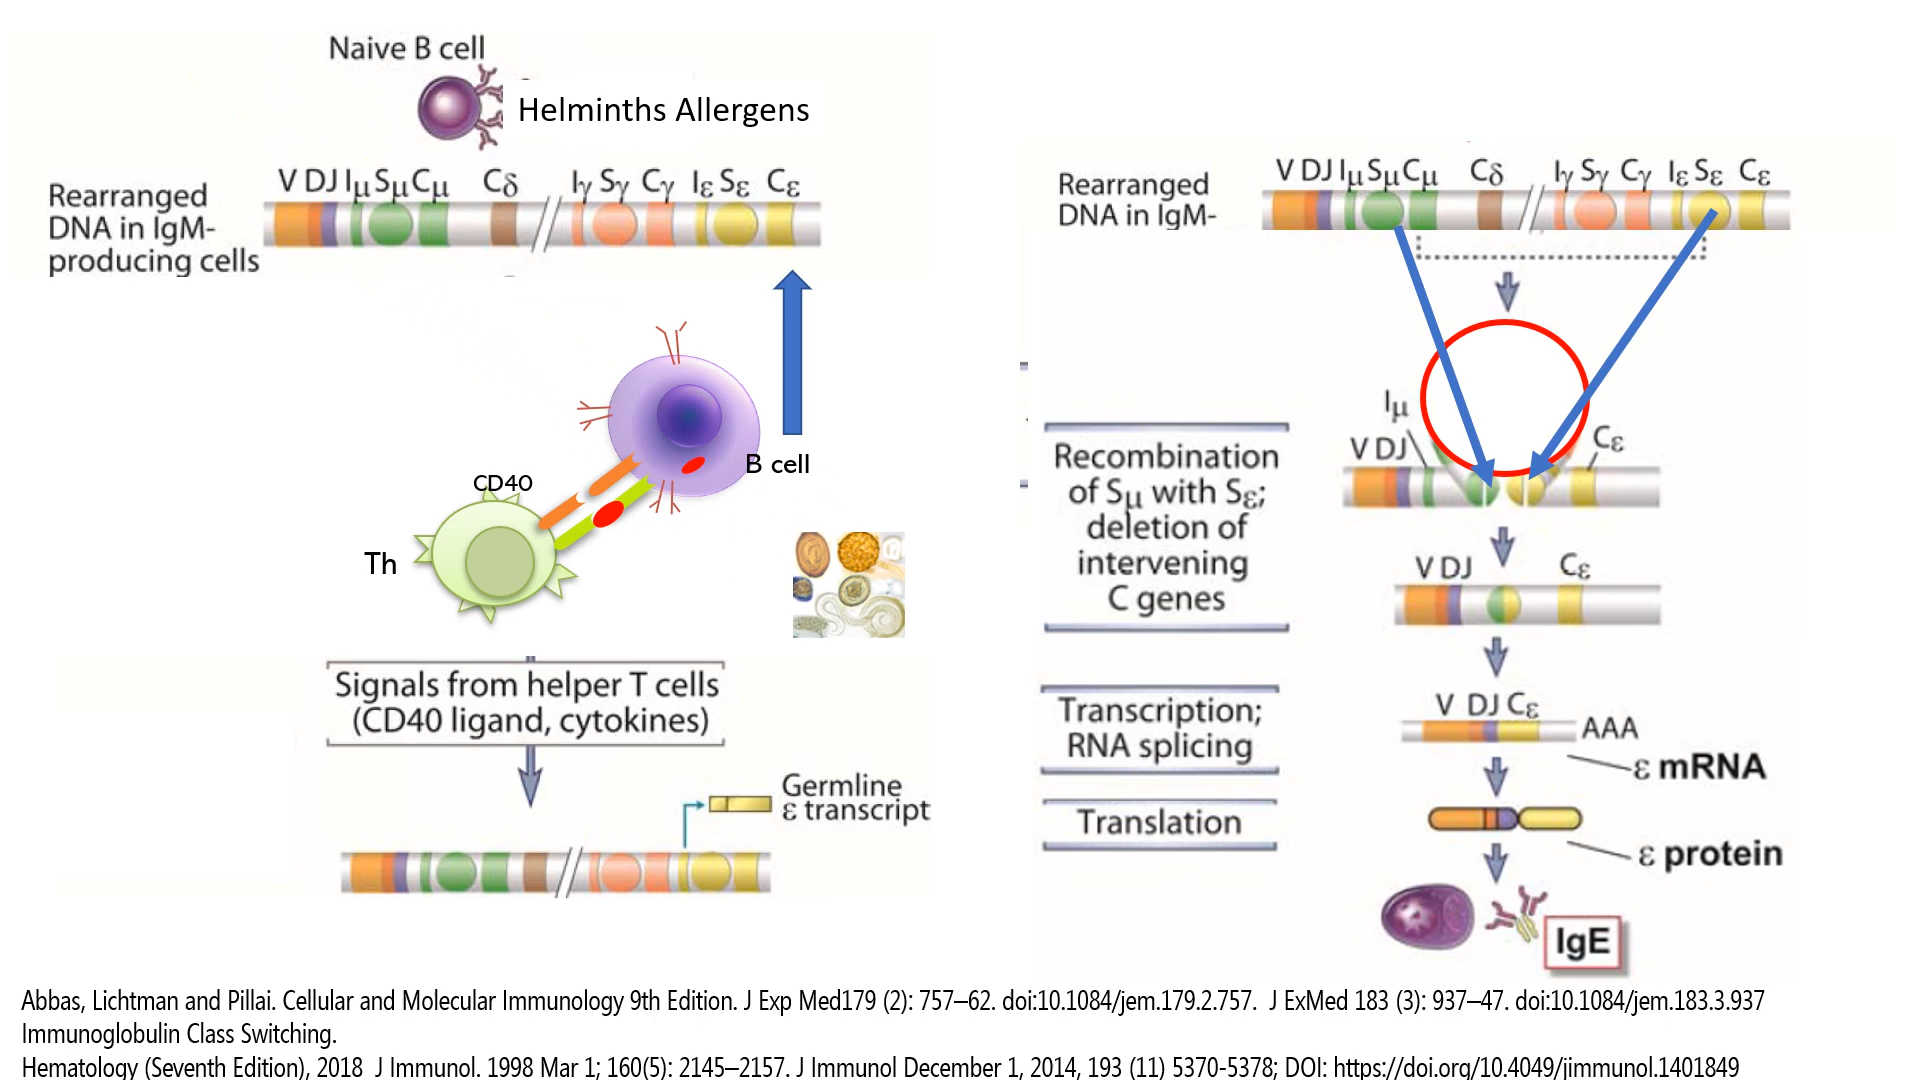 Naive B cell
Helminths Allergens
V DJ Iμ Sμ Cμ Cδ Iγ Sγ Cγ Iε Sε Cε
Rearranged
DNA in IgM-
producing cells
B cell
CD40
Th
Signals from helper T cells
(CD40 ligand, cytokines)
Germline
ε transcript
V DJ Iμ Sμ Cμ Cδ Iγ Sγ Cγ Iε Sε Cε
Rearranged
DNA in IgM-
Iμ
V DJ
Cε
Recombination
of Sμ with Sε;
deletion of
intervening
C genes
V DJ Cε
Transcription;
RNA splicing
V DJ Cε
AAA
ε mRNA
Translation
ε protein
IgE
Abbas, Lichtman and Pillai. Cellular and Molecular Immunology 9th Edition. J Exp Med179 (2): 757–62. doi:10.1084/jem.179.2.757. J ExMed 183 (3): 937–47. doi:10.1084/jem.183.3.937
Immunoglobulin Class Switching.
Hematology (Seventh Edition), 2018 J Immunol. 1998 Mar 1; 160(5): 2145–2157. J Immunol December 1, 2014, 193 (11) 5370-5378; DOI: https://doi.org/10.4049/jimmunol.1401849